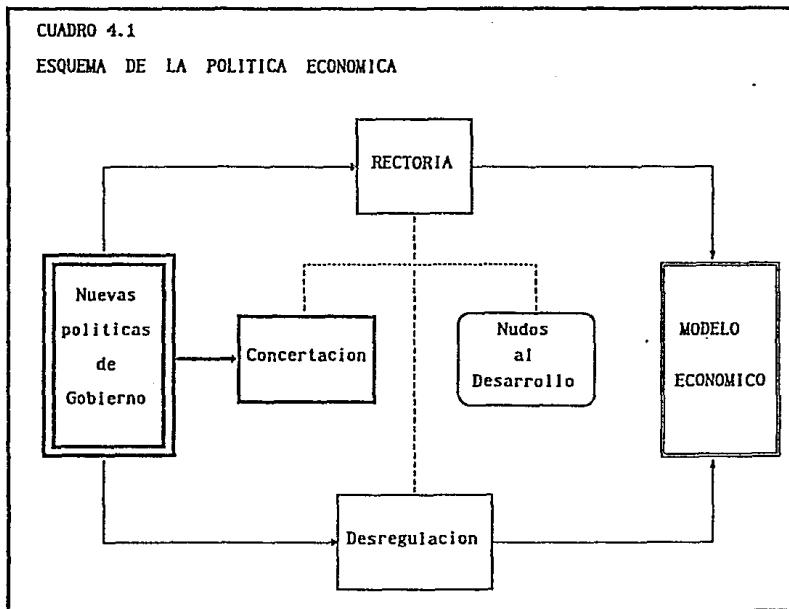 CUADRO 4.1
ESQUEMA DE LA POLITICA ECONOMICA
RECTORIA
Nuevas
politicas
de
Gobierno
Concertacion
Nudos
al
Desarrollo
MODELO
ECONOMICO
Desregulacion